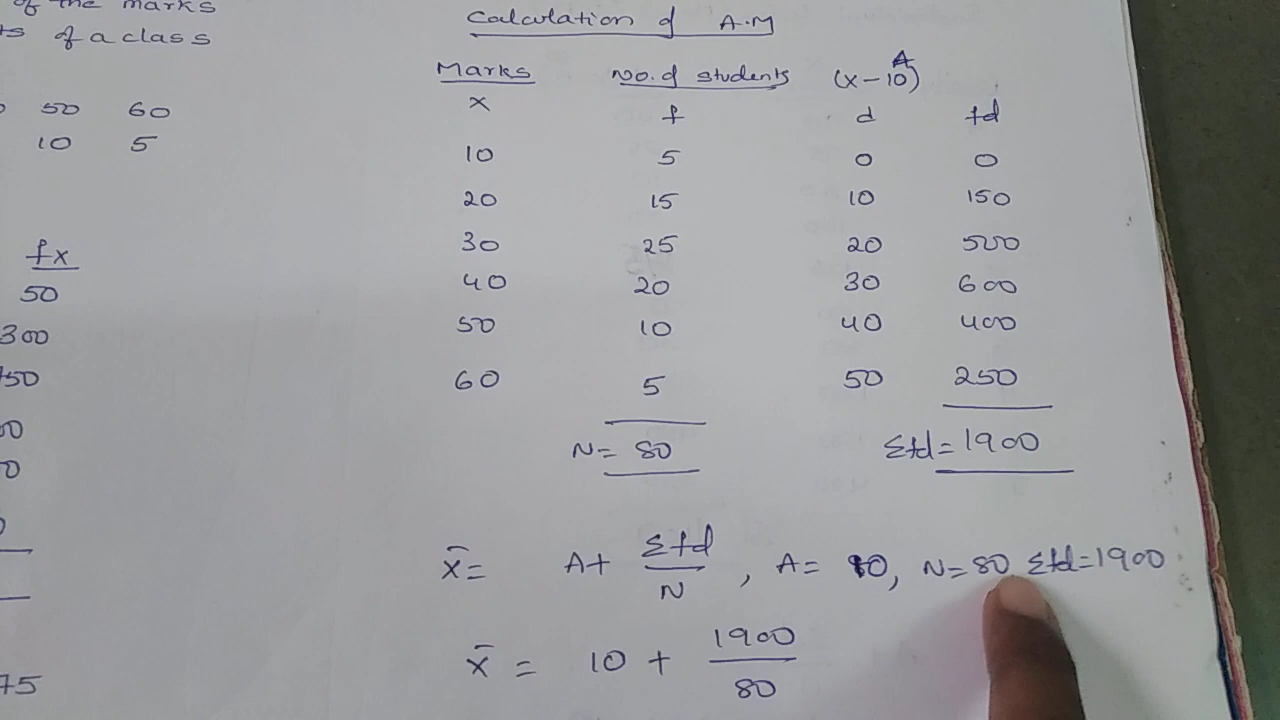 of the marks
of a class
50 60
10 5
fx
50
300
50
75
Calculation of A.M
Marks No. of students (x-10) A
x f d fd
10 5 0 0
20 15 10 150
30 25 20 500
40 20 30 600
50 10 40 400
60 5 50 250
N= 80 Σfd= 1900
x̄= A+ Σfd/N , A= 10, N=80 Σfd=1900
x̄ = 10 + 1900/80